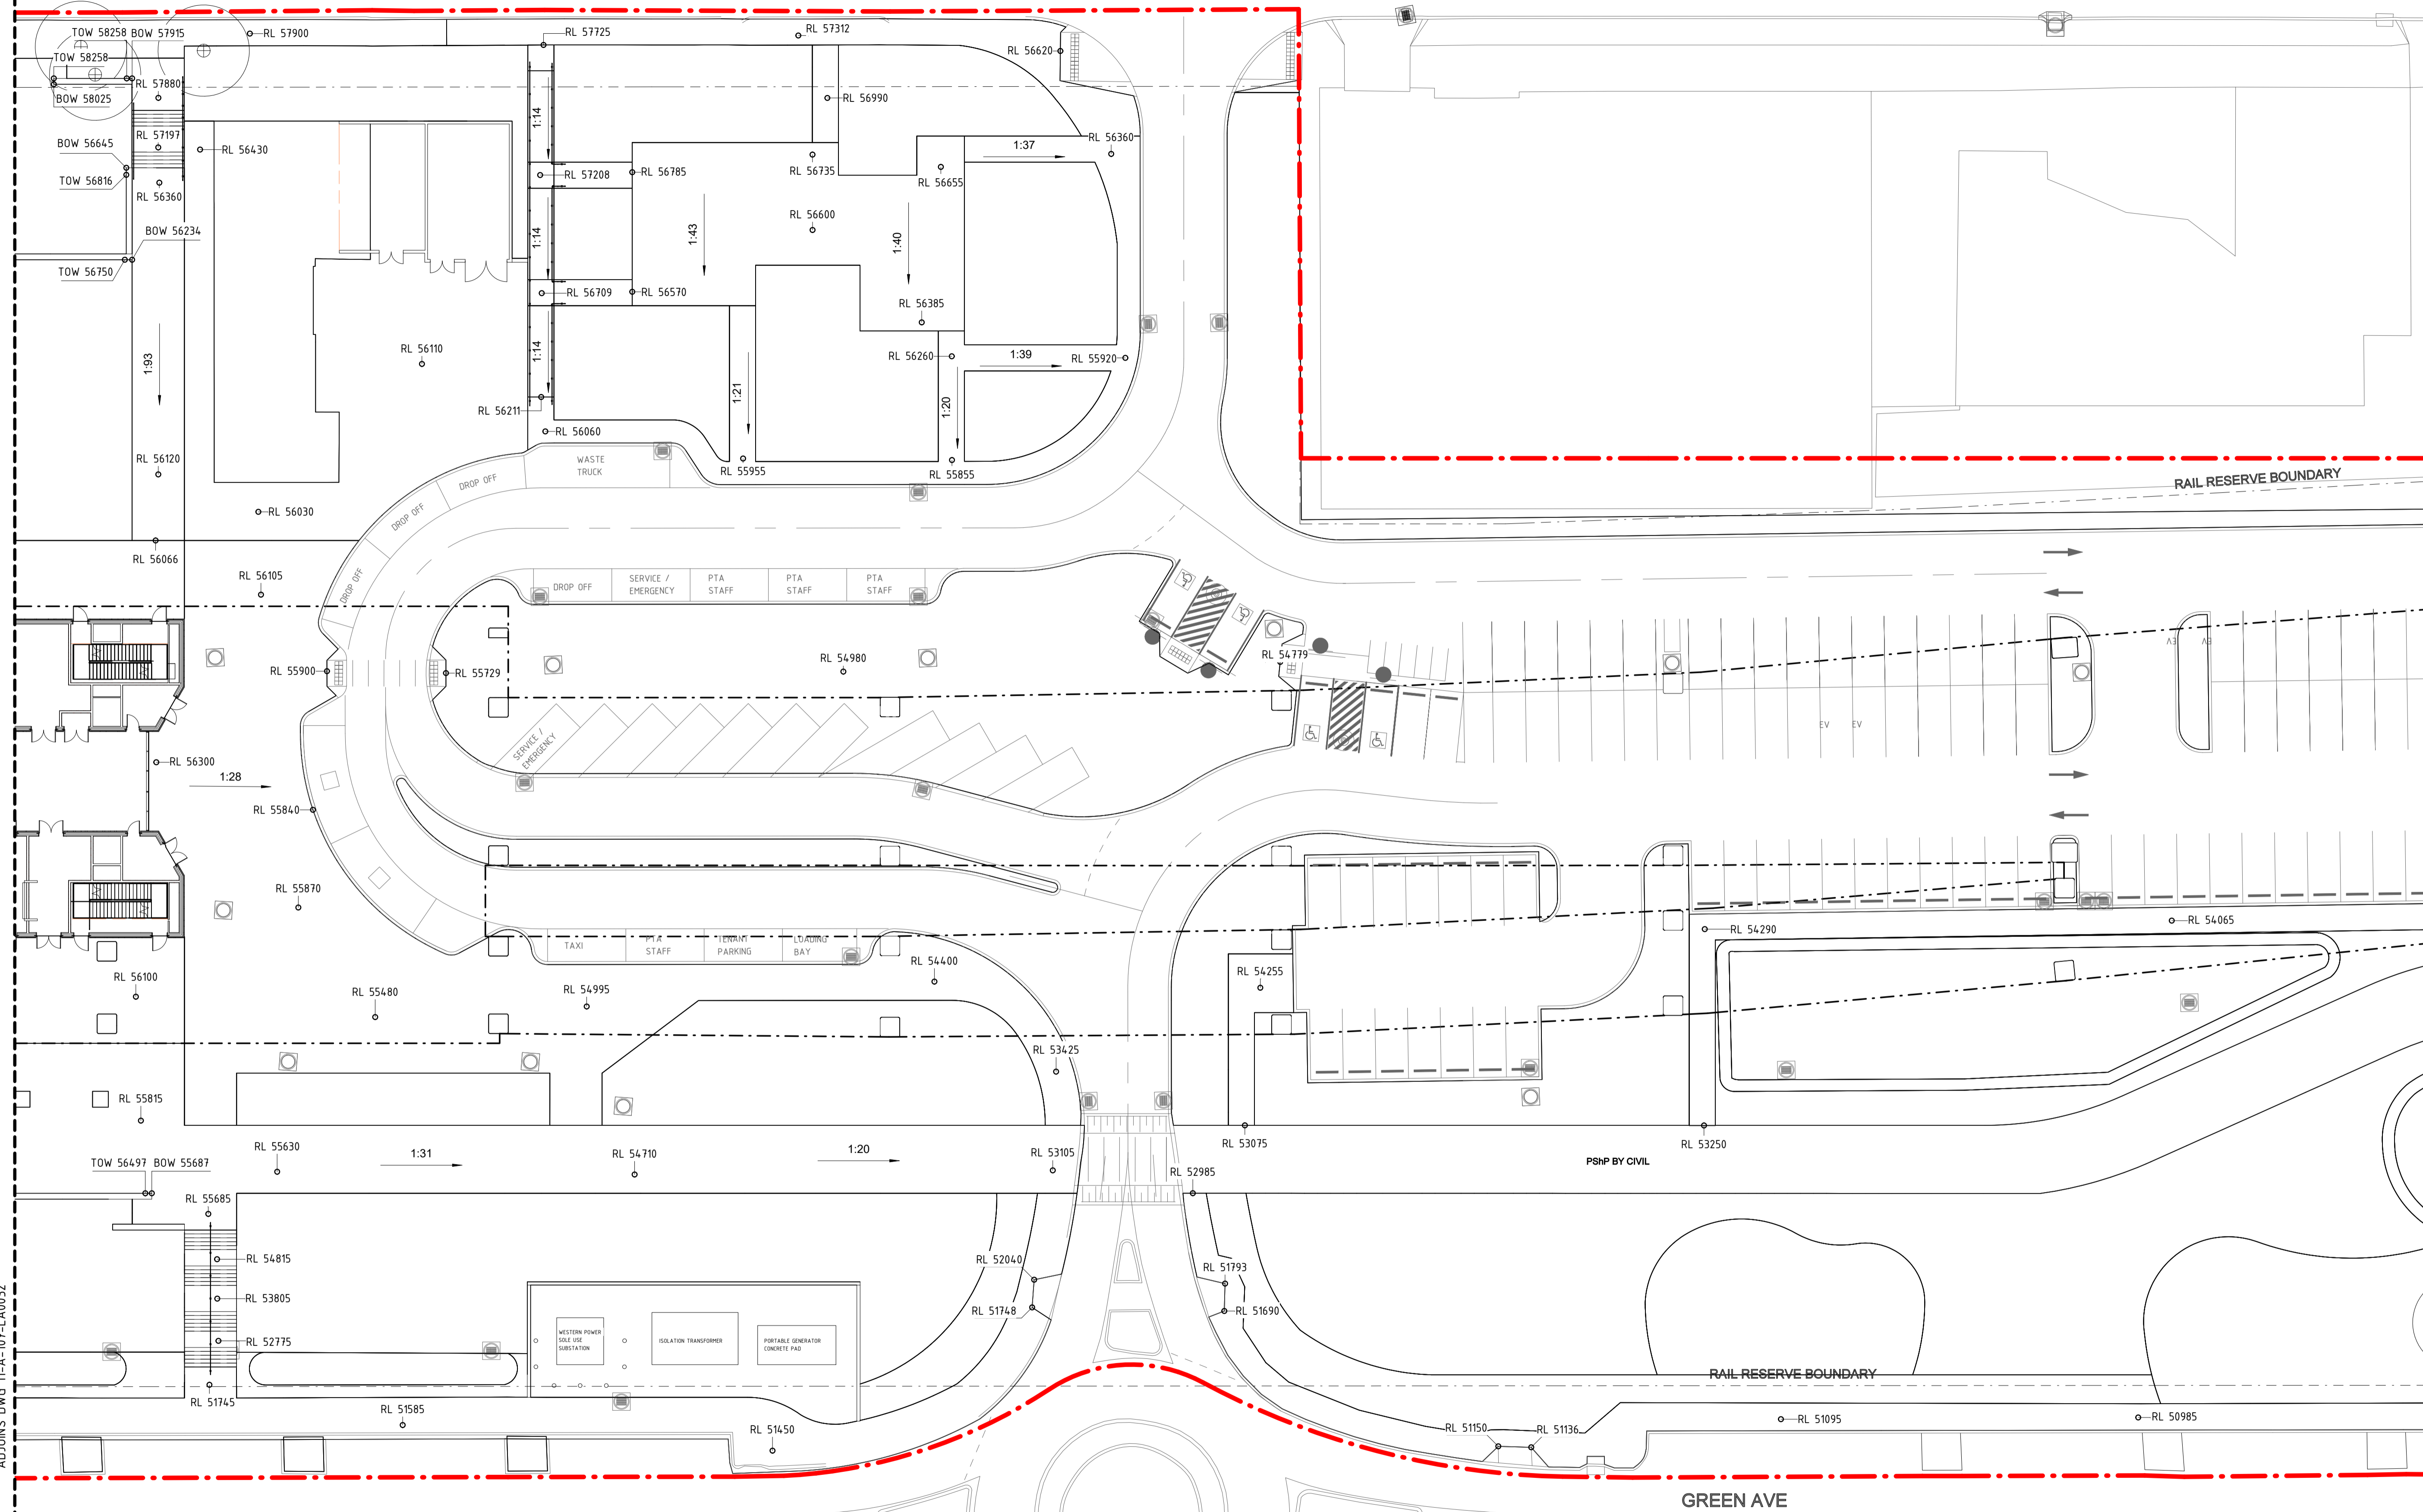 TOW 58258 BOW 57915
RL 57900
RL 57725
RL 57312
RL 56620
TOW 58258
RL 57880
BOW 58025
RL 56990
1:14
RL 57197
BOW 56645
RL 56430
RL 56360
1:37
TOW 56816
RL 56360
RL 57208
RL 56785
RL 56735
RL 56655
BOW 56234
RL 56600
1:14
1:43
1:40
TOW 56750
RL 56709
RL 56570
RL 56385
RL 56110
1:93
1:14
RL 56260
1:39
RL 55920
RL 56211
1:21
1:20
RL 56060
RL 56120
WASTE
TRUCK
RL 55955
RL 55855
DROP OFF
DROP OFF
RAIL RESERVE BOUNDARY
RL 56030
RL 56066
RL 56105
DROP OFF
DROP OFF
SERVICE /
EMERGENCY
PTA
STAFF
PTA
STAFF
PTA
STAFF
EV
EV
RL 55900
RL 55729
RL 54980
RL 54779
EV
EV
SERVICE /
EMERGENCY
RL 56300
1:28
RL 55840
RL 55870
TAXI
PTA
STAFF
TENANT
PARKING
LOADING
BAY
RL 54290
RL 54065
RL 56100
RL 55480
RL 54995
RL 54400
RL 54255
RL 53425
RL 55815
RL 55630
1:31
RL 54710
1:20
RL 53105
RL 53075
RL 53250
PShP BY CIVIL
TOW 56497 BOW 55687
RL 52985
RL 55685
RL 54815
RL 52040
RL 51793
RL 53805
RL 51748
RL 51690
WESTERN POWER
SOLE USE
SUBSTATION
ISOLATION TRANSFORMER
PORTABLE GENERATOR
CONCRETE PAD
RL 52775
RAIL RESERVE BOUNDARY
RL 51745
RL 51585
RL 51450
RL 51150
RL 51136
RL 51095
RL 50985
GREEN AVE